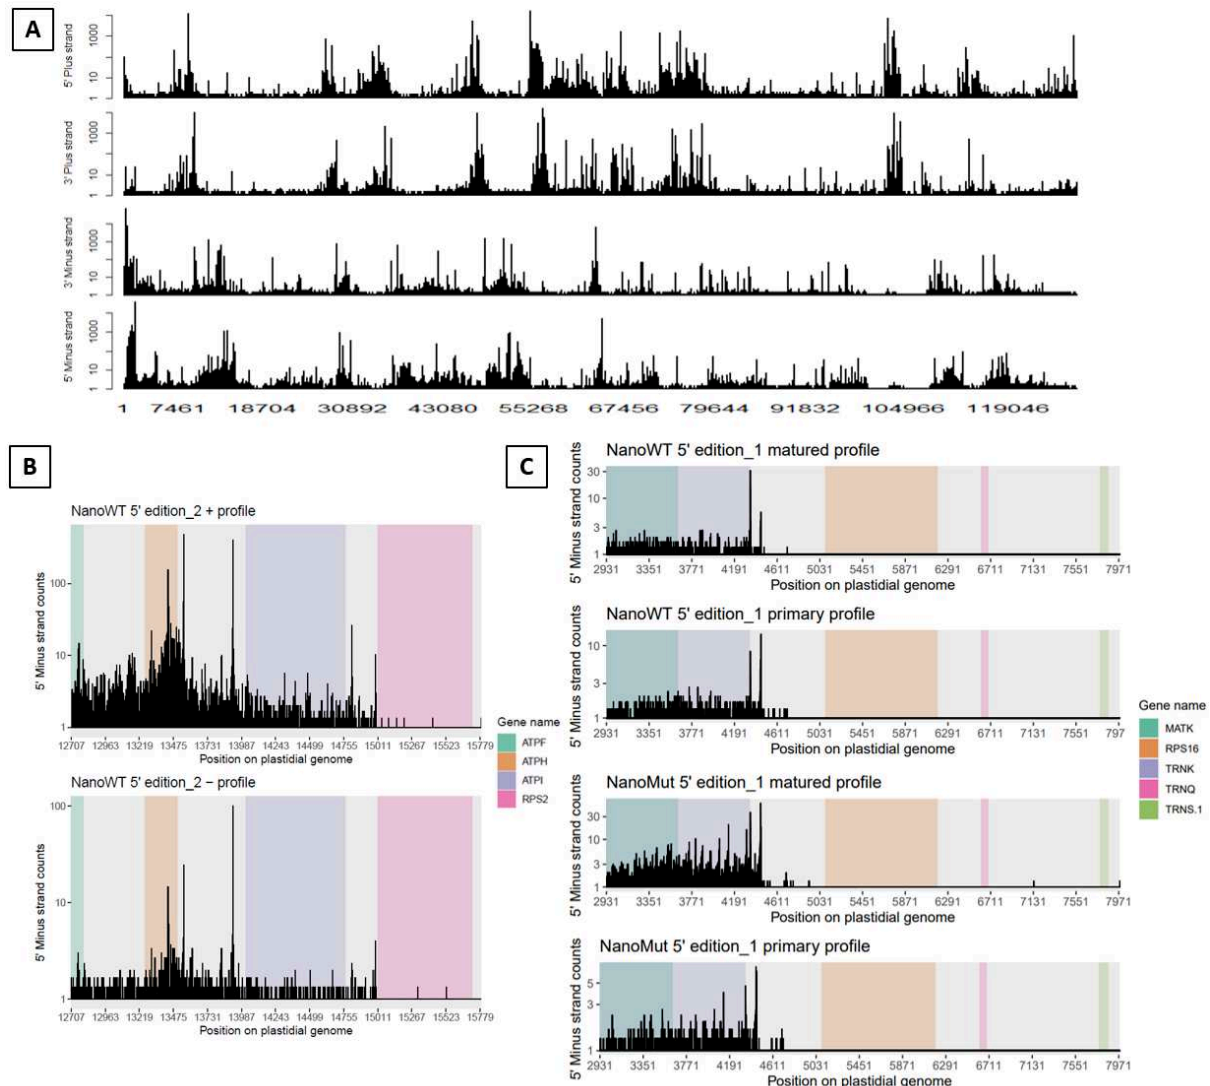 A
5' Plus strand
1 10 1000
3' Plus strand
1 10 1000
3' Minus strand
1 10 1000
5' Minus strand
1 10 1000
1 7461 18704 30892 43080 55268 67456 79644 91832 104966 119046
B
NanoWT 5' edition_2 + profile
5' Minus strand counts
100
10
1
12707 12963 13219 13475 13731 13987 14243 14499 14755 15011 15267 15523 15779
Position on plastidial genome
NanoWT 5' edition_2 − profile
5' Minus strand counts
100
10
1
12707 12963 13219 13475 13731 13987 14243 14499 14755 15011 15267 15523 15779
Position on plastidial genome
Gene name
ATPF
ATPH
ATPI
RPS2
C
NanoWT 5' edition_1 matured profile
5' Minus strand counts
30
10
3
1
2931 3351 3771 4191 4611 5031 5451 5871 6291 6711 7131 7551 7971
Position on plastidial genome
NanoWT 5' edition_1 primary profile
5' Minus strand counts
10
3
1
2931 3351 3771 4191 4611 5031 5451 5871 6291 6711 7131 7551 7971
Position on plastidial genome
NanoMut 5' edition_1 matured profile
5' Minus strand counts
30
10
3
1
2931 3351 3771 4191 4611 5031 5451 5871 6291 6711 7131 7551 7971
Position on plastidial genome
NanoMut 5' edition_1 primary profile
5' Minus strand counts
5
3
1
2931 3351 3771 4191 4611 5031 5451 5871 6291 6711 7131 7551 7971
Position on plastidial genome
Gene name
MATK
RPS16
TRNK
TRNQ
TRNS.1